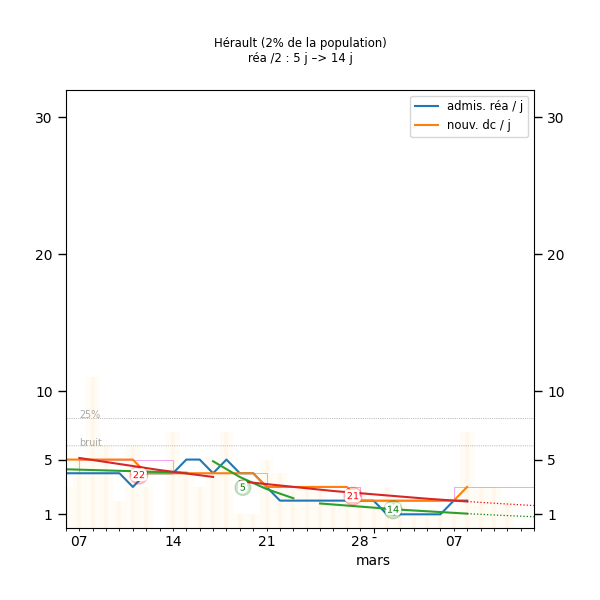 Hérault (2% de la population)
réa /2 : 5 j –> 14 j
admis. réa / j
nouv. dc / j
30 30
20 20
10 10
25%
bruit
5 5
22
5
21
14
1 1
07 14 21 28 07
mars